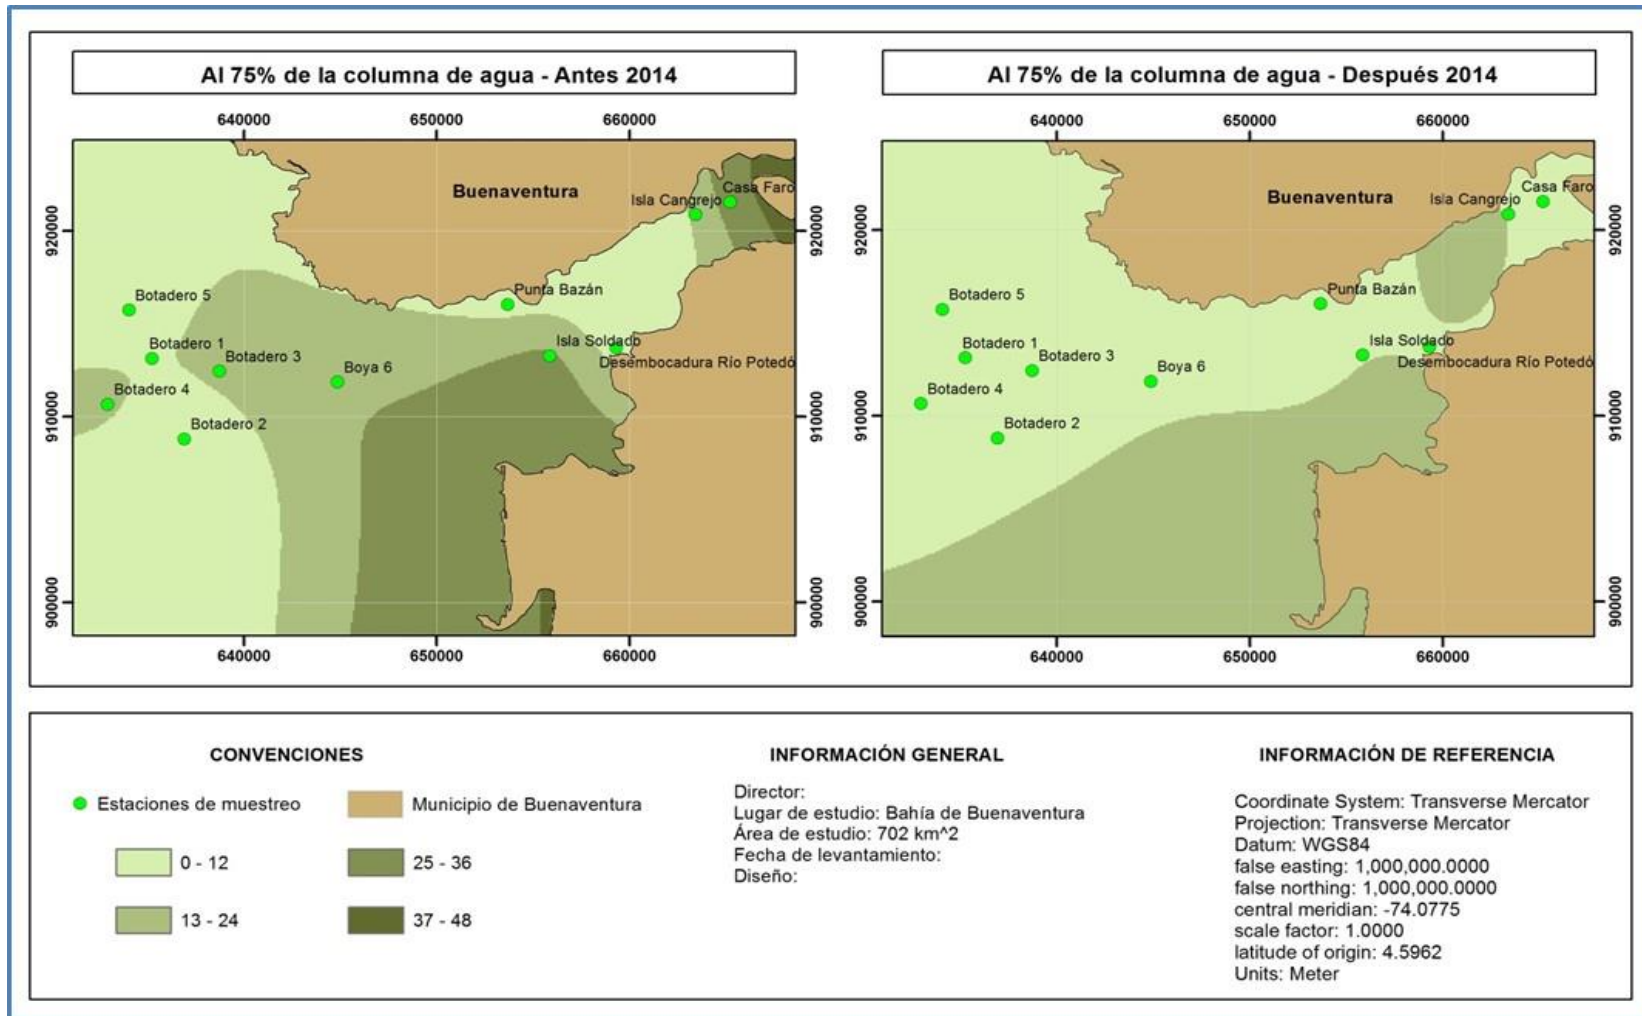 Al 75% de la columna de agua - Antes 2014
640000 650000 660000
920000
910000
900000
Buenaventura
Casa Faro
Isla Cangrejo
Punta Bazán
Botadero 5
Isla Soldado
Botadero 1
Botadero 3
Desembocadura Río Potedó
Boya 6
Botadero 4
Botadero 2
920000
910000
900000
640000 650000 660000
Al 75% de la columna de agua - Después 2014
640000 650000 660000
920000
910000
900000
Buenaventura
Casa Faro
Isla Cangrejo
Punta Bazán
Botadero 5
Isla Soldado
Botadero 1
Botadero 3
Desembocadura Río Potedó
Boya 6
Botadero 4
Botadero 2
920000
910000
900000
640000 650000 660000
CONVENCIONES
Estaciones de muestreo
Municipio de Buenaventura
0 - 12
25 - 36
13 - 24
37 - 48
INFORMACIÓN GENERAL
Director:
Lugar de estudio: Bahía de Buenaventura
Área de estudio: 702 km^2
Fecha de levantamiento:
Diseño:
INFORMACIÓN DE REFERENCIA
Coordinate System: Transverse Mercator
Projection: Transverse Mercator
Datum: WGS84
false easting: 1,000,000.0000
false northing: 1,000,000.0000
central meridian: -74.0775
scale factor: 1.0000
latitude of origin: 4.5962
Units: Meter